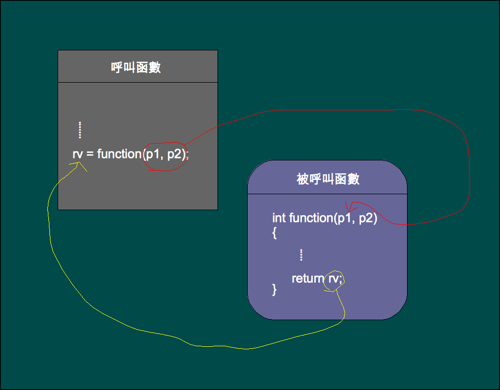 呼叫函數
rv = function(p1, p2);
被呼叫函數
int function(p1, p2)
{
return rv;
}